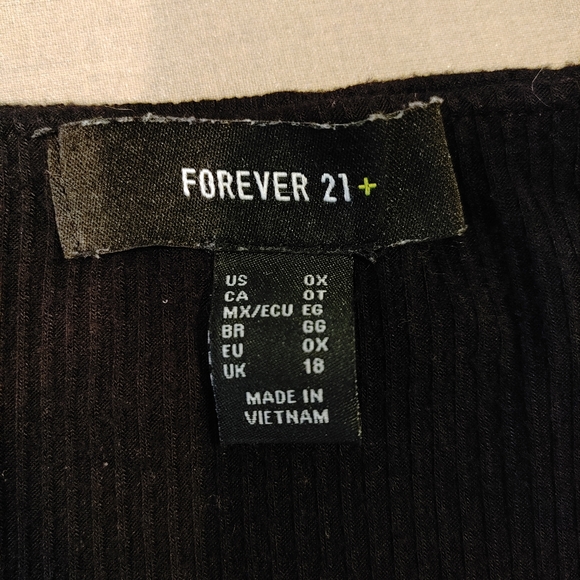 FOREVER 21+
US 0X
CA 0T
MX/ECU EG
BR GG
EU 0X
UK 18
MADE IN
VIETNAM